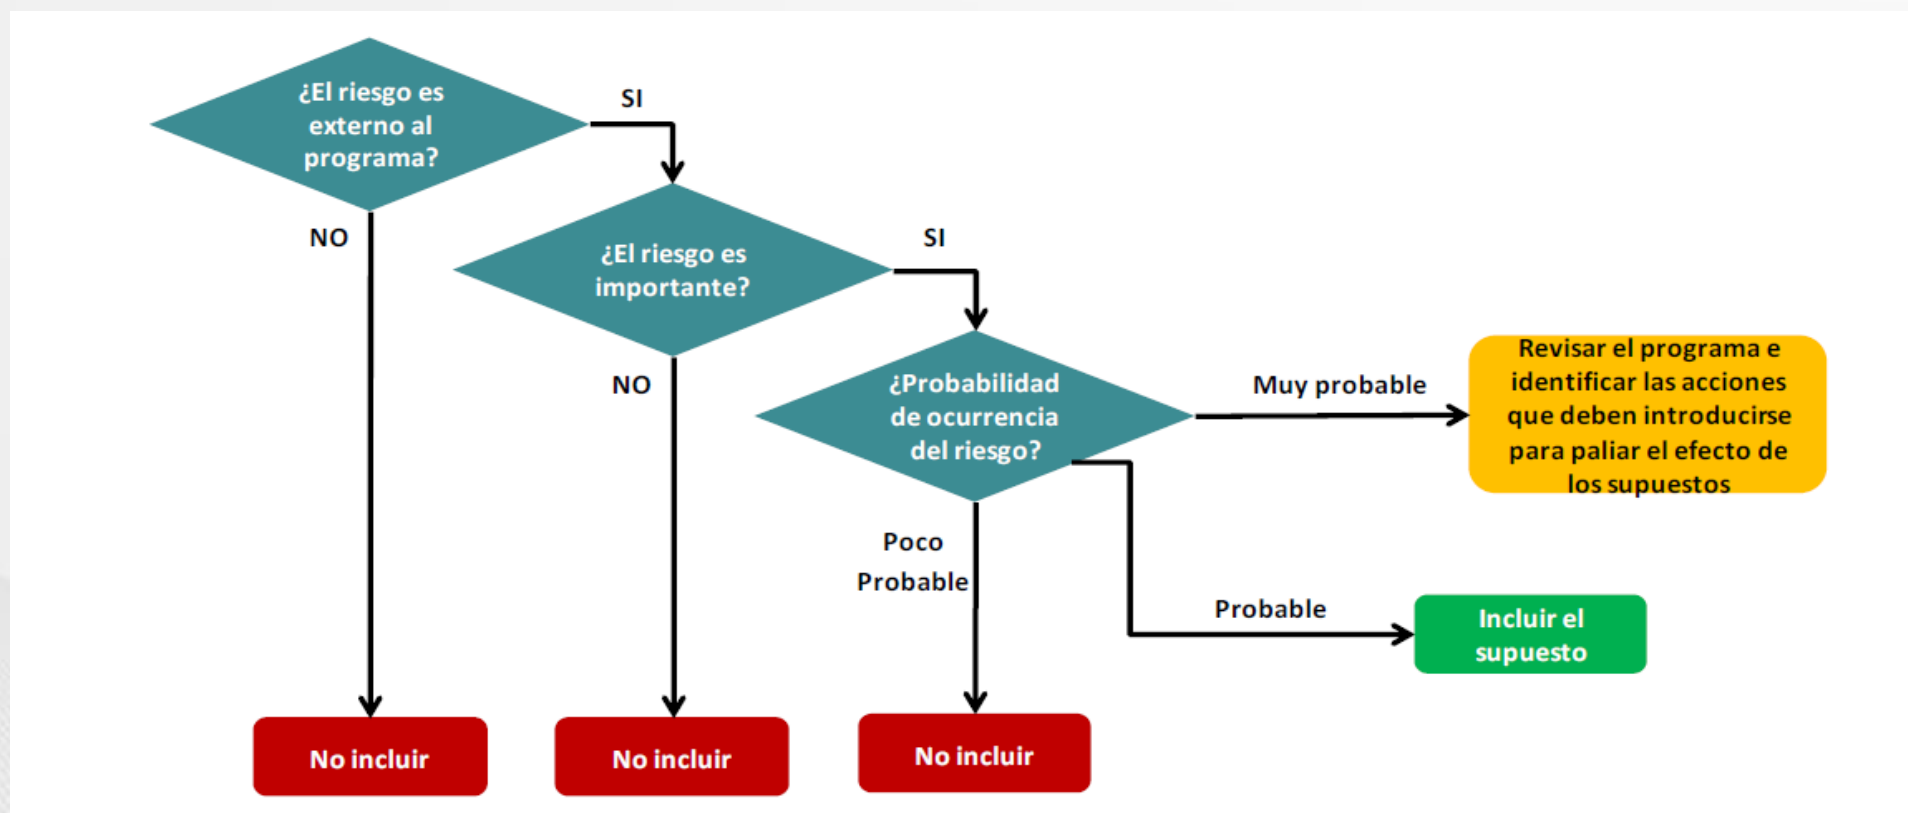 ¿El riesgo es
externo al
programa?
SI
NO
¿El riesgo es
importante?
SI
NO
¿Probabilidad
de ocurrencia
del riesgo?
Muy probable
Revisar el programa e
identificar las acciones
que deben introducirse
para paliar el efecto de
los supuestos
Poco
Probable
Probable
Incluir el
supuesto
No incluir
No incluir
No incluir